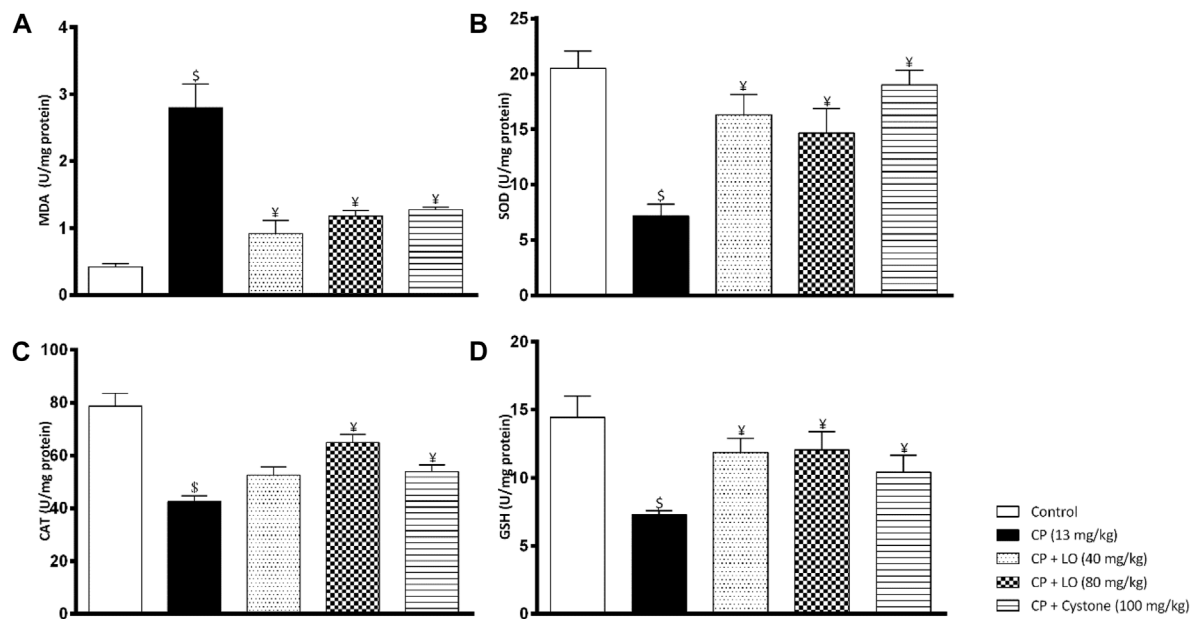 A
MDA (U/mg protein)
4
3
2
1
0
$
¥
¥
¥
B
SOD (U/mg protein)
25
20
15
10
5
0
$
¥
¥
¥
C
CAT (U/mg protein)
100
80
60
40
20
0
$
¥
¥
D
GSH (U/mg protein)
20
15
10
5
0
$
¥
¥
¥
Control
CP (13 mg/kg)
CP + LO (40 mg/kg)
CP + LO (80 mg/kg)
CP + Cystone (100 mg/kg)